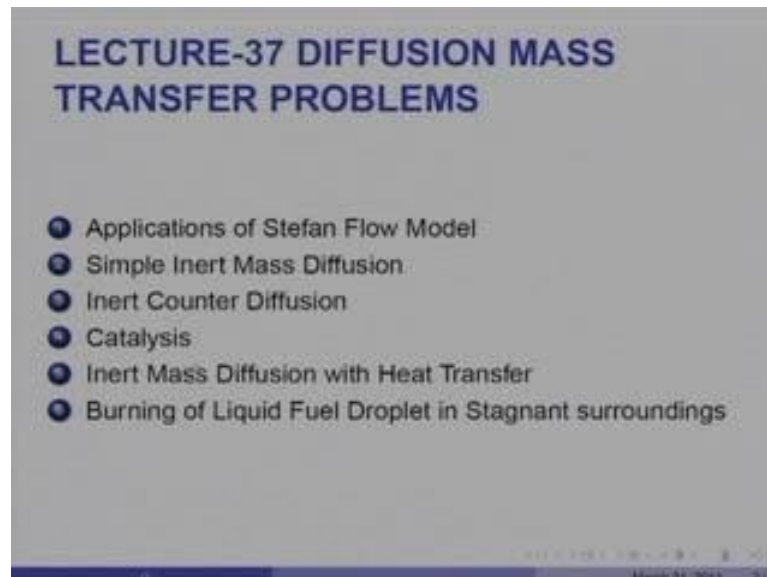 LECTURE-37 DIFFUSION MASS
TRANSFER PROBLEMS
Applications of Stefan Flow Model
Simple Inert Mass Diffusion
Inert Counter Diffusion
Catalysis
Inert Mass Diffusion with Heat Transfer
Burning of Liquid Fuel Droplet in Stagnant surroundings